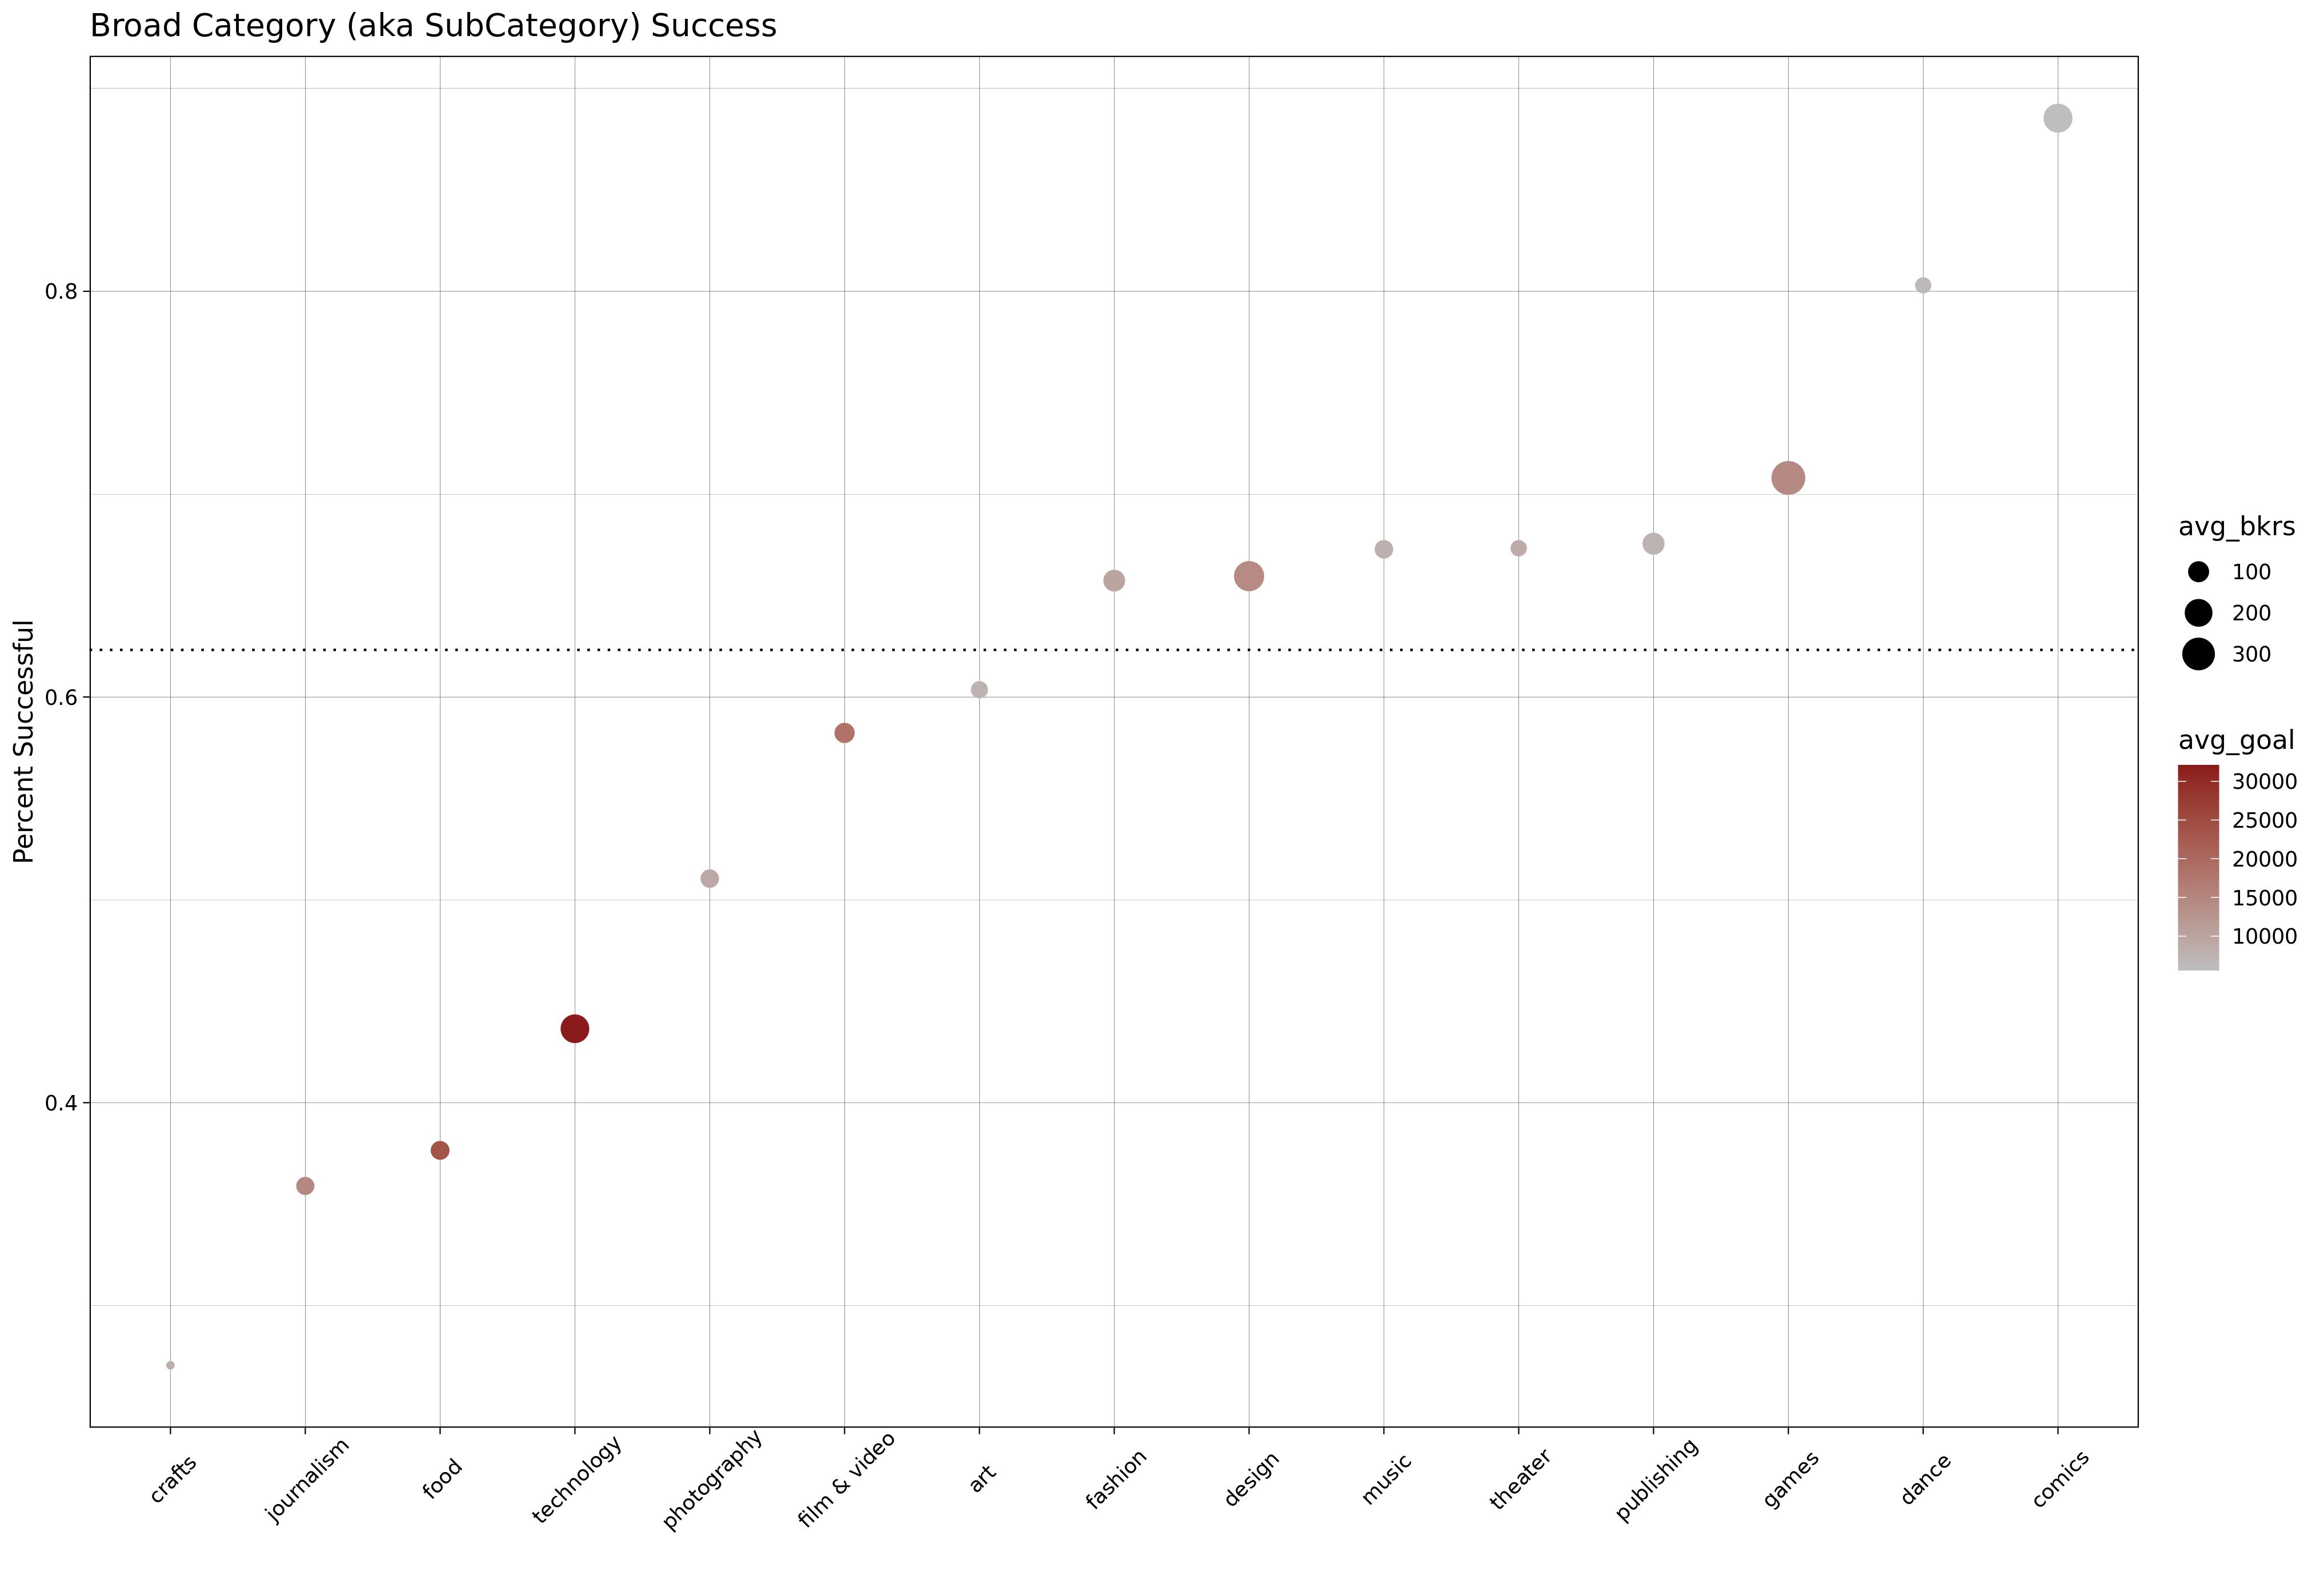 Broad Category (aka SubCategory) Success
Percent Successful
0.8
0.6
0.4
crafts
journalism
food
technology
photography
film & video
art
fashion
design
music
theater
publishing
games
dance
comics
avg_bkrs
100
200
300
avg_goal
30000
25000
20000
15000
10000